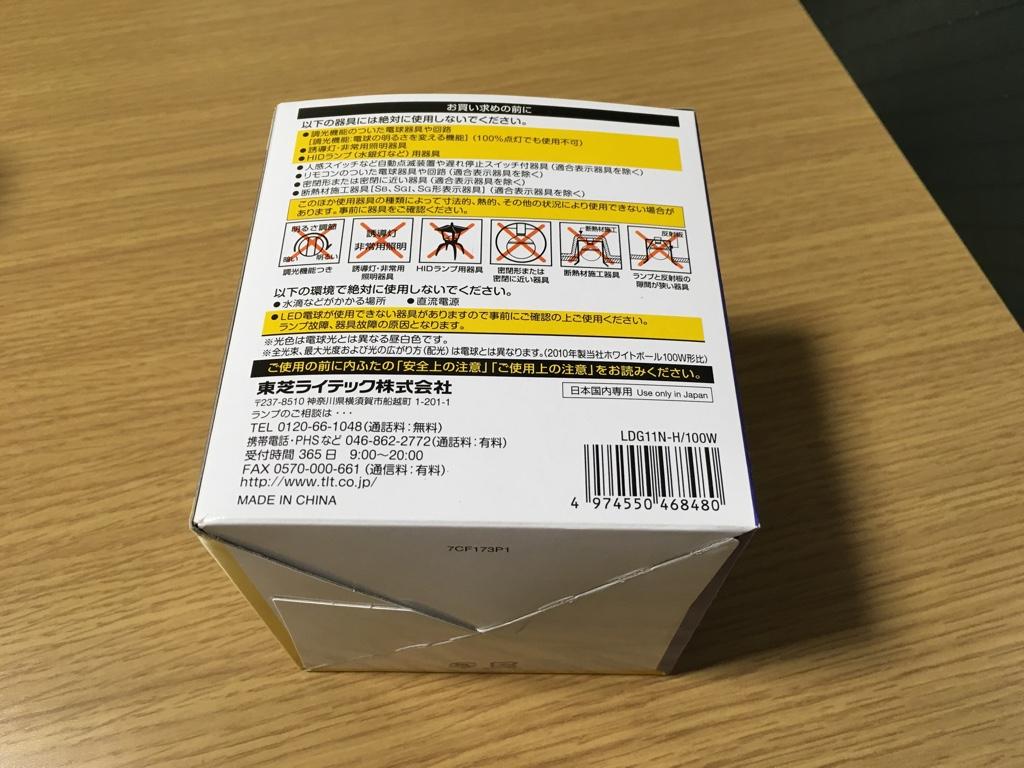 お買い求めの前に
以下の器具には絶対に使用しないでください。
●調光機能のついた電球器具や回路
[調光機能:電球の明るさを変える機能](100%点灯でも使用不可)
●誘導灯・非常用照明器具
●HIDランプ(水銀灯など)用器具
●人感スイッチなど自動点滅装置や遅れ停止スイッチ付器具(適合表示器具を除く)
●リモコンのついた電球器具や回路(適合表示器具を除く)
●密閉形または密閉に近い器具(適合表示器具を除く)
●断熱材施工器具[SB、SGI、SG形表示器具](適合表示器具を除く)
このほか使用器具の種類によって寸法的、熱的、その他の状況により使用できない場合が
あります。事前に器具をご確認ください。
明るさ調節
暗い 明るい
調光機能つき
誘導灯
非常用照明
誘導灯・非常用
照明器具
HIDランプ用器具
密閉形または
密閉に近い器具
断熱材施工
断熱材施工器具
反射板
ランプと反射板の
隙間が狭い器具
以下の環境で絶対に使用しないでください。
●水滴などがかかる場所 ●直流電源
●LED電球が使用できない器具がありますので事前にご確認の上ご使用ください。
ランプ故障、器具故障の原因となります。
※光色は電球光とは異なる昼白色です。
※全光束、最大光度および光の広がり方(配光)は電球とは異なります。(2010年製当社ホワイトボール100W形比)
ご使用の前に内ふたの「安全上の注意」「ご使用上の注意」をお読みください。
東芝ライテック株式会社
日本国内専用 Use only in Japan
〒237-8510 神奈川県横須賀市船越町 1-201-1
ランプのご相談は・・・
TEL 0120-66-1048(通話料:無料)
携帯電話・PHSなど 046-862-2772(通話料:有料)
受付時間 365日 9:00〜20:00
FAX 0570-000-661(通信料:有料)
http://www.tlt.co.jp/
MADE IN CHINA
LDG11N-H/100W
4 974550 468480
7CF173P1